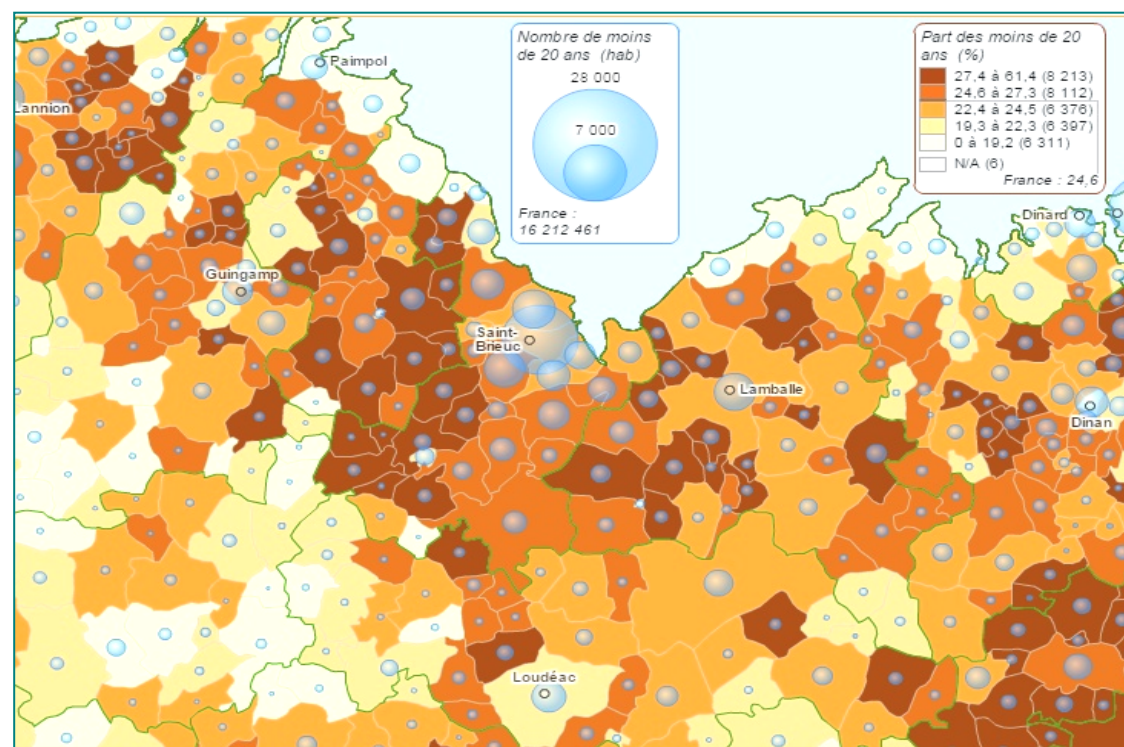 Nombre de moins
de 20 ans (hab)
28 000
7 000
France :
16 212 461
Part des moins de 20
ans (%)
27,4 à 61,4 (8 213)
24,6 à 27,3 (8 112)
22,4 à 24,5 (6 376)
19,3 à 22,3 (6 397)
0 à 19,2 (6 311)
N/A (6)
France : 24,6
Paimpol
Lannion
Dinard
Guingamp
Saint-
Brieuc
Lamballe
Dinan
Loudéac